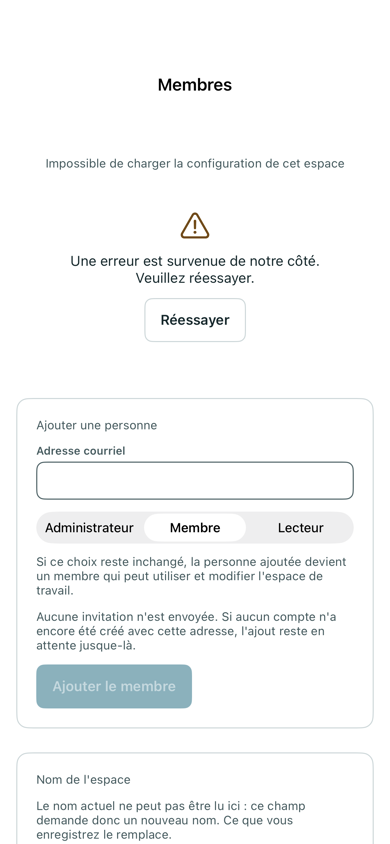 Membres
Impossible de charger la configuration de cet espace
Une erreur est survenue de notre côté.
Veuillez réessayer.
Réessayer
Ajouter une personne
Adresse courriel
Administrateur
Membre
Lecteur
Si ce choix reste inchangé, la personne ajoutée devient
un membre qui peut utiliser et modifier l'espace de
travail.
Aucune invitation n'est envoyée. Si aucun compte n'a
encore été créé avec cette adresse, l'ajout reste en
attente jusque-là.
Ajouter le membre
Nom de l'espace
Le nom actuel ne peut pas être lu ici : ce champ
demande donc un nouveau nom. Ce que vous
enregistrez le remplace.